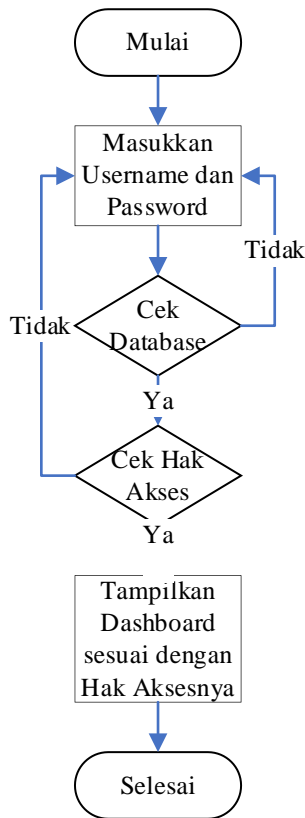 Mulai
Masukkan
Username dan
Password
Tidak
Cek
Database
Tidak
Ya
Cek Hak
Akses
Ya
Tampilkan
Dashboard
sesuai dengan
Hak Aksesnya
Selesai